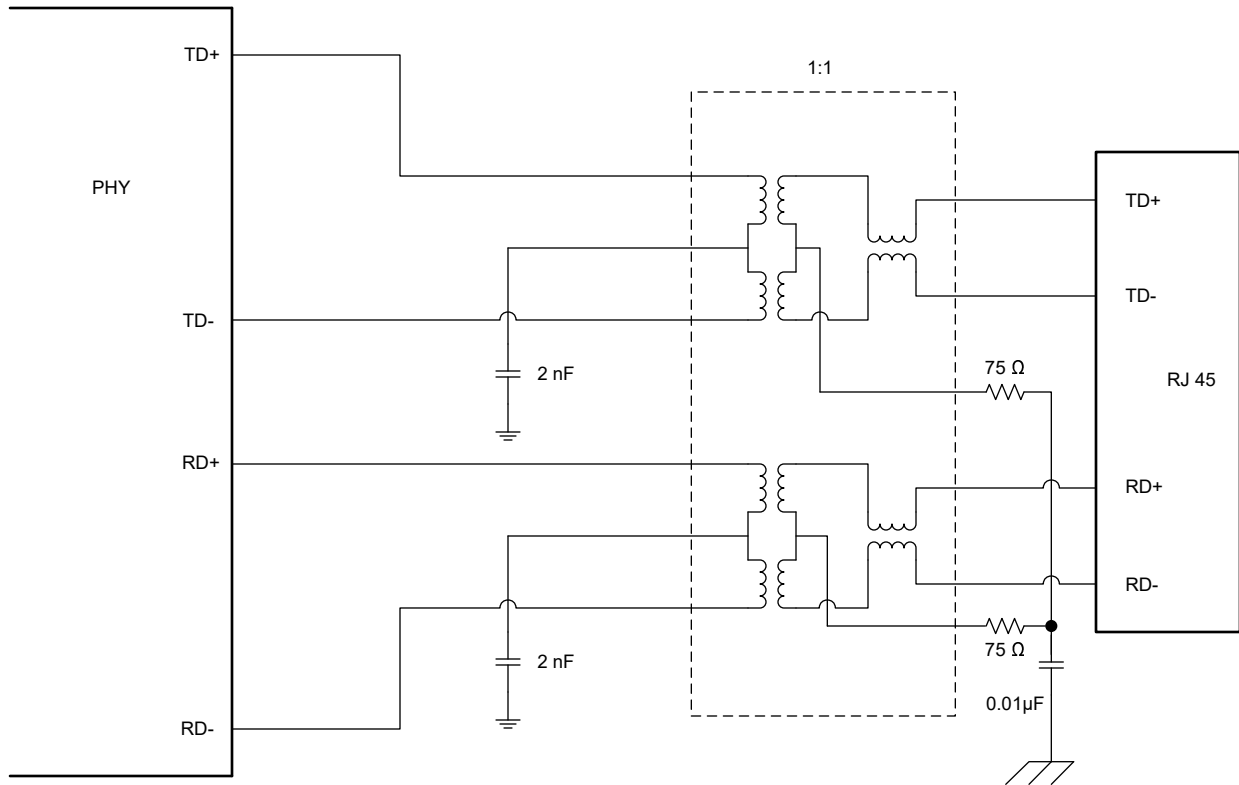 TD+
1:1
PHY
TD+
TD-
TD-
2 nF
75 Ω
RJ 45
RD+
RD+
RD-
2 nF
75 Ω
0.01µF
RD-